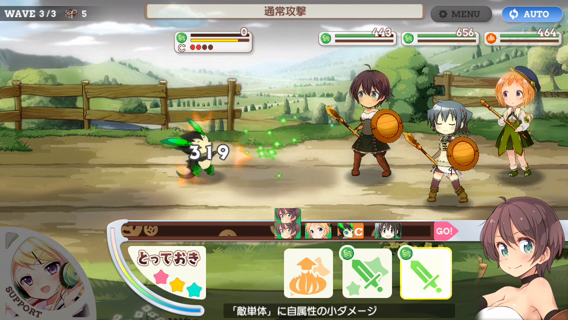 WAVE 3/3
5
通常攻撃
MENU
AUTO
0
C
443
656
464
319
C
GO!
とっておき
SUPPORT
「敵単体」に自属性の小ダメージ